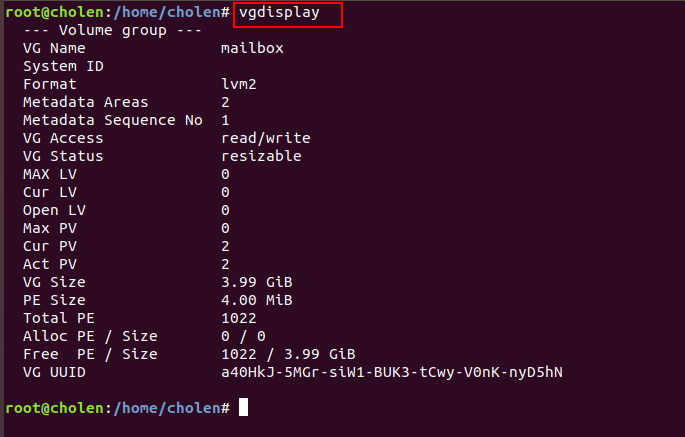 root@cholen:/home/cholen# vgdisplay
--- Volume group ---
VG Name mailbox
System ID
Format lvm2
Metadata Areas 2
Metadata Sequence No 1
VG Access read/write
VG Status resizable
MAX LV 0
Cur LV 0
Open LV 0
Max PV 0
Cur PV 2
Act PV 2
VG Size 3.99 GiB
PE Size 4.00 MiB
Total PE 1022
Alloc PE / Size 0 / 0
Free PE / Size 1022 / 3.99 GiB
VG UUID a40HkJ-5MGr-siW1-BUK3-tCwy-V0nK-nyD5hN
root@cholen:/home/cholen#